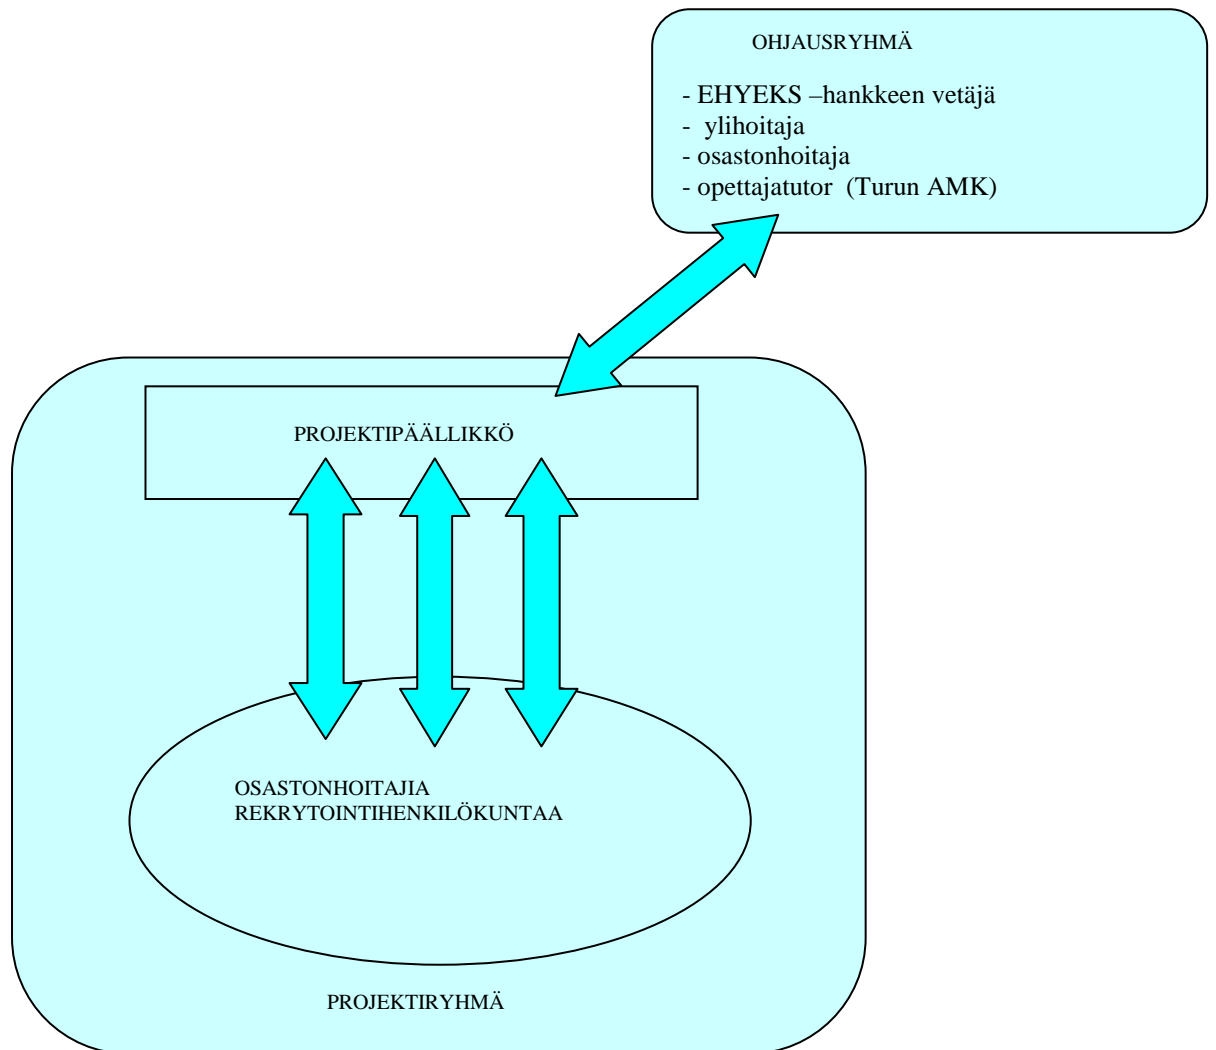 OHJAUSRYHMÄ
- EHYEKS –hankkeen vetäjä
- ylihoitaja
- osastonhoitaja
- opettajatutor (Turun AMK)
PROJEKTIPÄÄLLIKKÖ
OSASTONHOITAJIA
REKRYTOINTIHENKILÖKUNTAA
PROJEKTIRYHMÄ